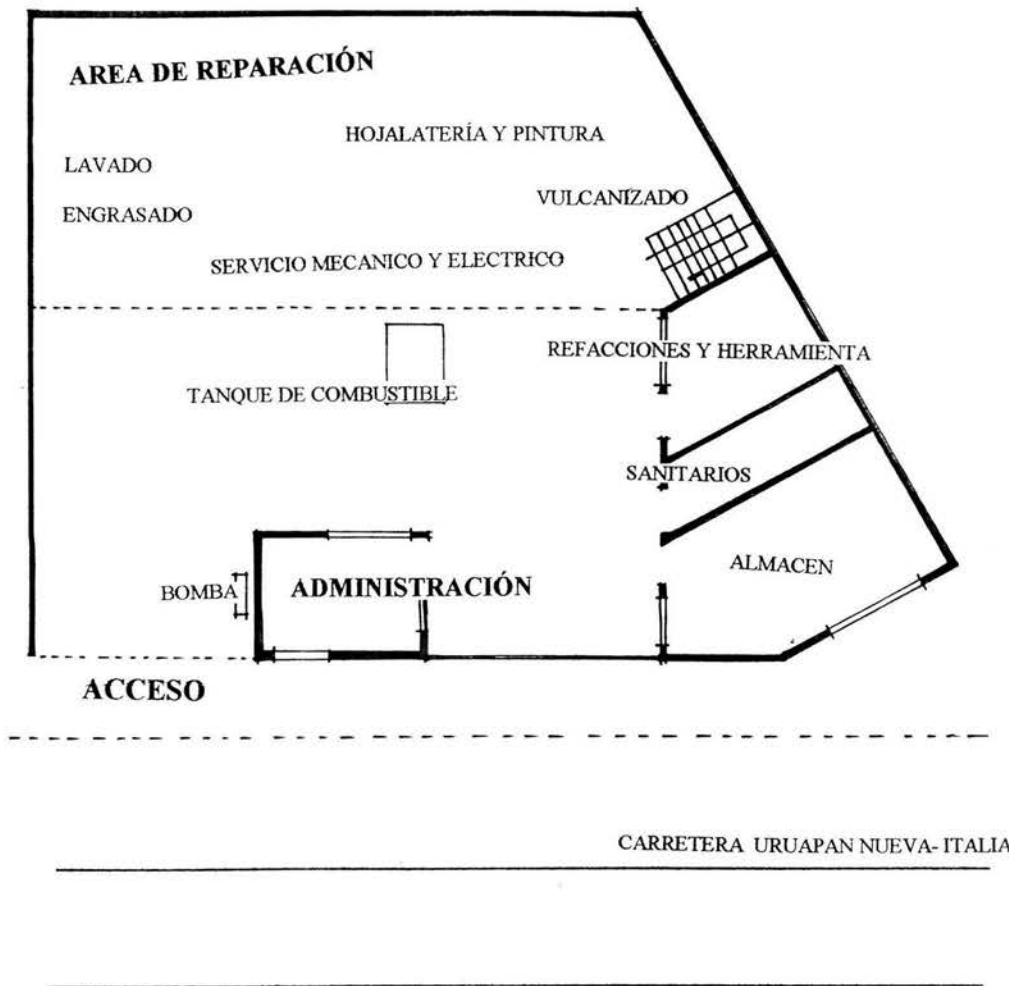 AREA DE REPARACIÓN
HOJALATERÍA Y PINTURA
LAVADO
VULCANIZADO
ENGRASADO
SERVICIO MECANICO Y ELECTRICO
REFACCIONES Y HERRAMIENTA
TANQUE DE COMBUSTIBLE
SANITARIOS
ALMACEN
BOMBA
ADMINISTRACIÓN
ACCESO
CARRETERA URUAPAN NUEVA- ITALIA